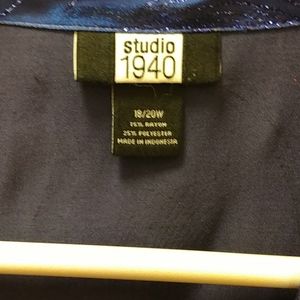 studio
1940
18/20W
75% RAYON
25% POLYESTER
MADE IN INDONESIA